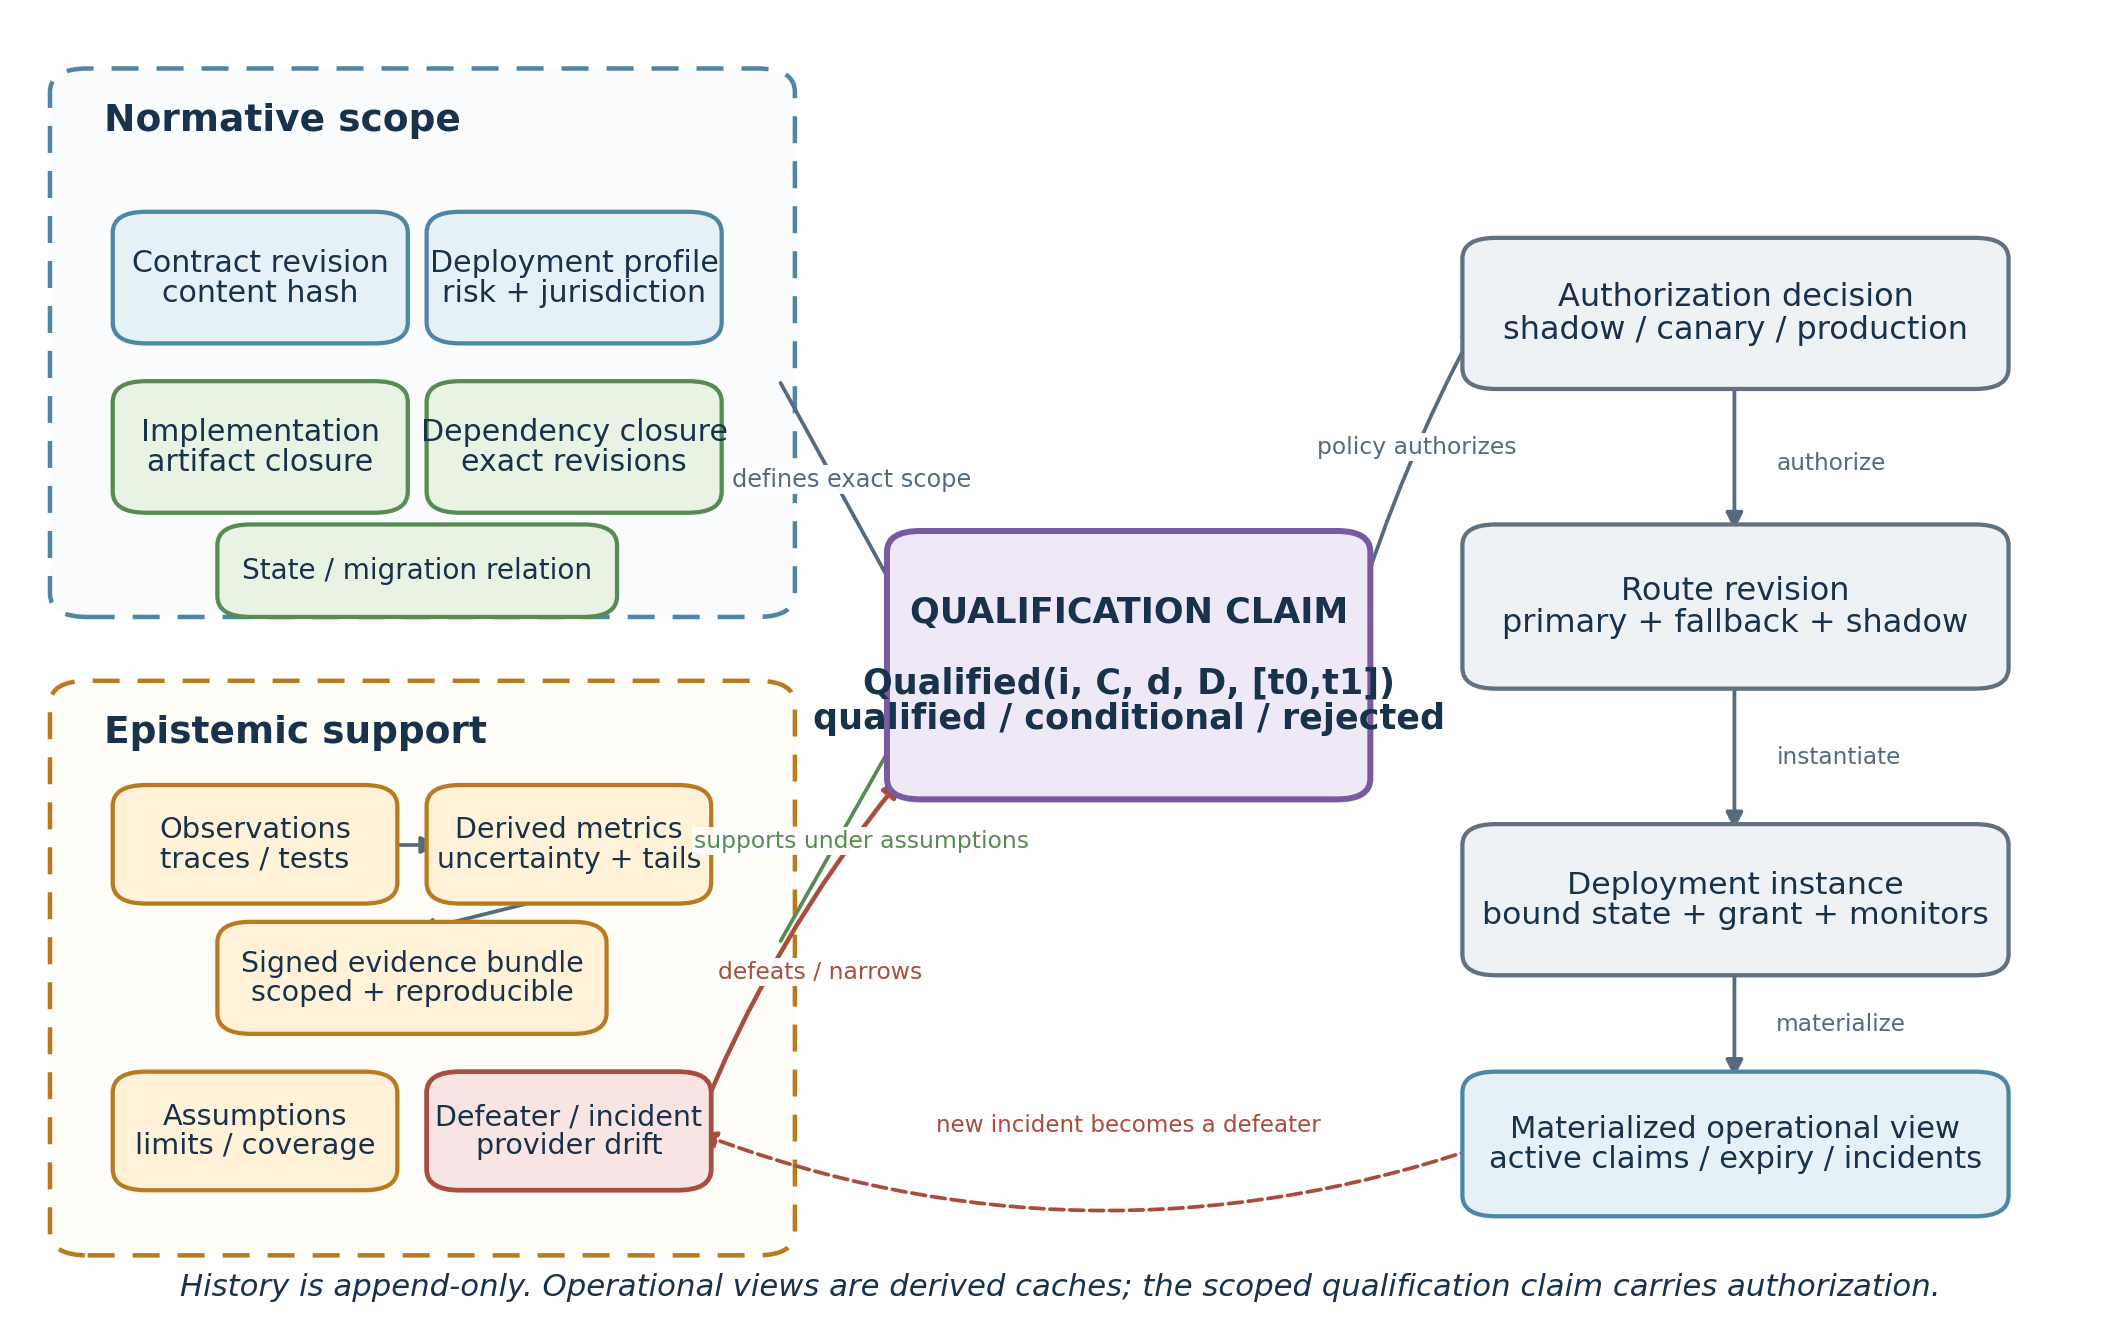 Normative scope
Contract revision
content hash
Deployment profile
risk + jurisdiction
Implementation
artifact closure
Dependency closure
exact revisions
State / migration relation
defines exact scope
Epistemic support
Observations
traces / tests
Derived metrics
uncertainty + tails
Signed evidence bundle
scoped + reproducible
Assumptions
limits / coverage
Defeater / incident
provider drift
supports under assumptions
defeats / narrows
QUALIFICATION CLAIM
Qualified(i, C, d, D, [t0,t1])
qualified / conditional / rejected
policy authorizes
Authorization decision
shadow / canary / production
authorize
Route revision
primary + fallback + shadow
instantiate
Deployment instance
bound state + grant + monitors
materialize
Materialized operational view
active claims / expiry / incidents
new incident becomes a defeater
History is append-only. Operational views are derived caches; the scoped qualification claim carries authorization.